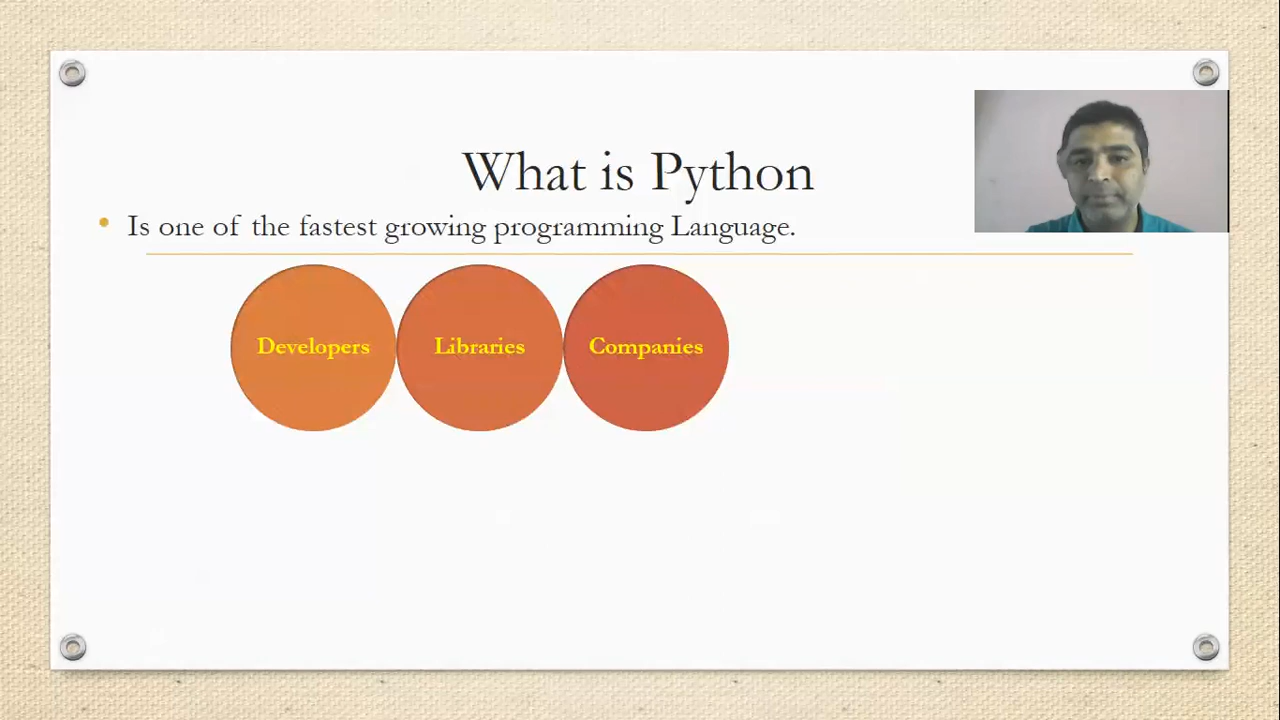 What is Python
Is one of the fastest growing programming Language.
Developers
Libraries
Companies